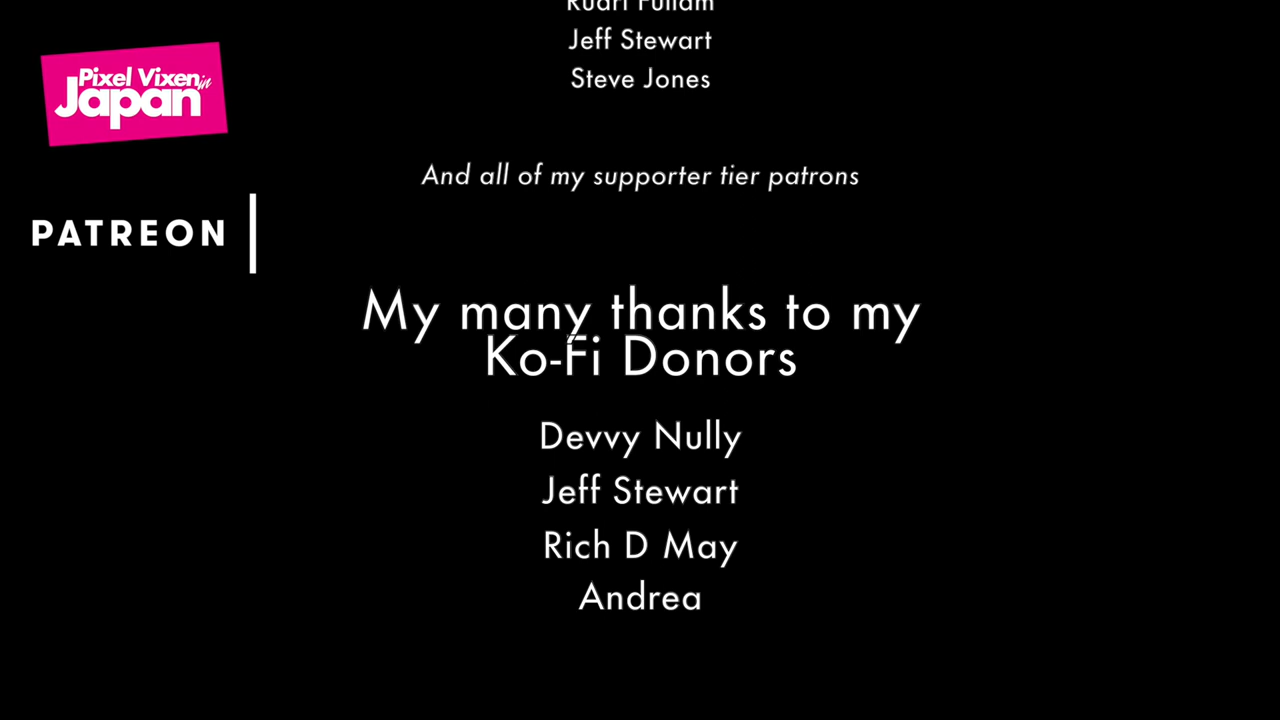 Jeff Stewart
Steve Jones
Pixel Vixen in
Japan
And all of my supporter tier patrons
PATREON
My many thanks to my
Ko-Fi Donors
Devvy Nully
Jeff Stewart
Rich D May
Andrea